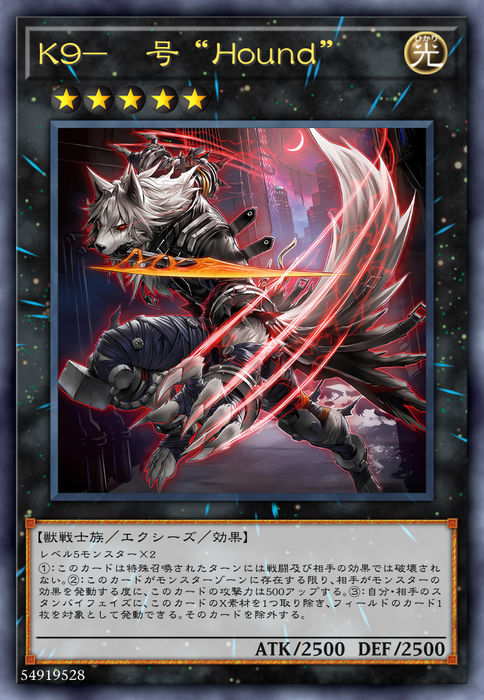 K9－　号 “Hound”
ひかり
光
【獣戦士族／エクシーズ／効果】
レベル5モンスター×2
①:このカードは特殊召喚されたターンには戦闘及び相手の効果では破壊され
ない。②:このカードがモンスターゾーンに存在する限り、相手がモンスターの
効果を発動する度に、このカードの攻撃力は500アップする。③:自分・相手のス
タンバイフェイズに、このカードのX素材を1つ取り除き、フィールドのカード1
枚を対象として発動できる。そのカードを除外する。
ATK/2500 DEF/2500
54919528